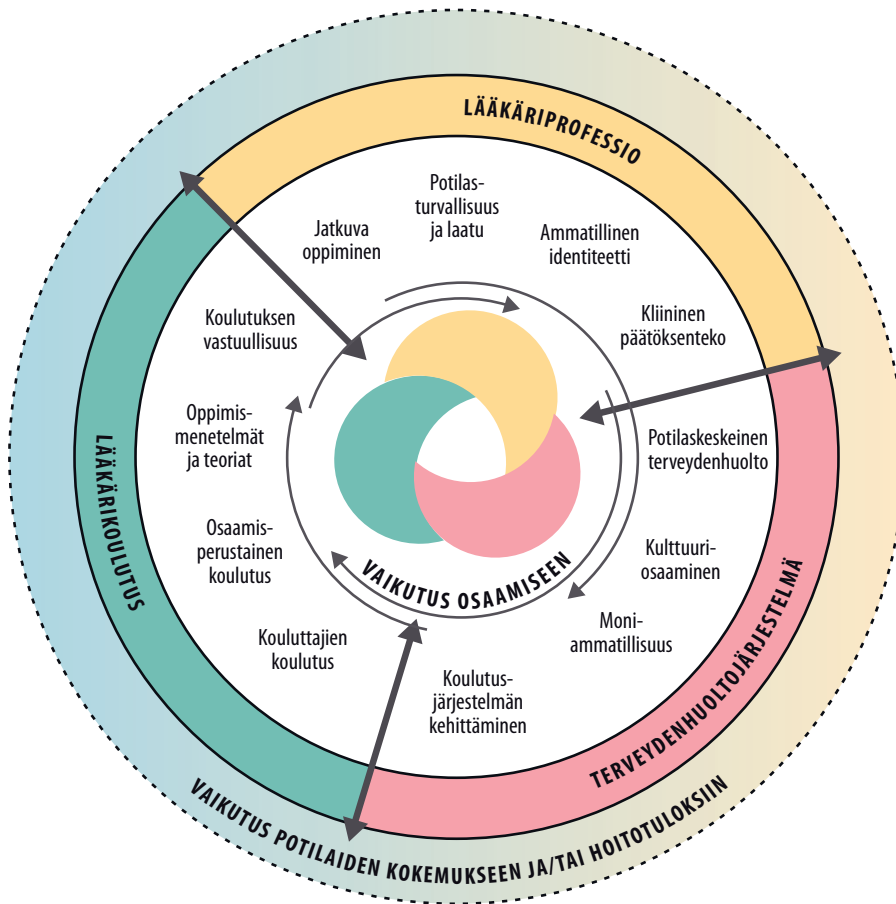 LÄÄKÄRIPROFESSIO
Potilas-
turvallisuus
ja laatu
Jatkuva
oppiminen
Ammatillinen
identiteetti
Koulutuksen
vastuullisuus
Kliininen
päätöksenteko
Oppimis-
menetelmät
ja teoriat
Potilaskeskeinen
terveydenhuolto
LÄÄKÄRIKOULUTUS
Osaamis-
perustainen
koulutus
Kulttuuri-
osaaminen
VAIKUTUS OSAAMISEEN
Moni-
ammatillisuus
Kouluttajien
koulutus
Koulutus-
järjestelmän
kehittäminen
TERVEYDENHUOLTOJÄRJESTELMÄ
VAIKUTUS POTILAIDEN KOKEMUKSEEN JA/TAI HOITOTULOKSIIN